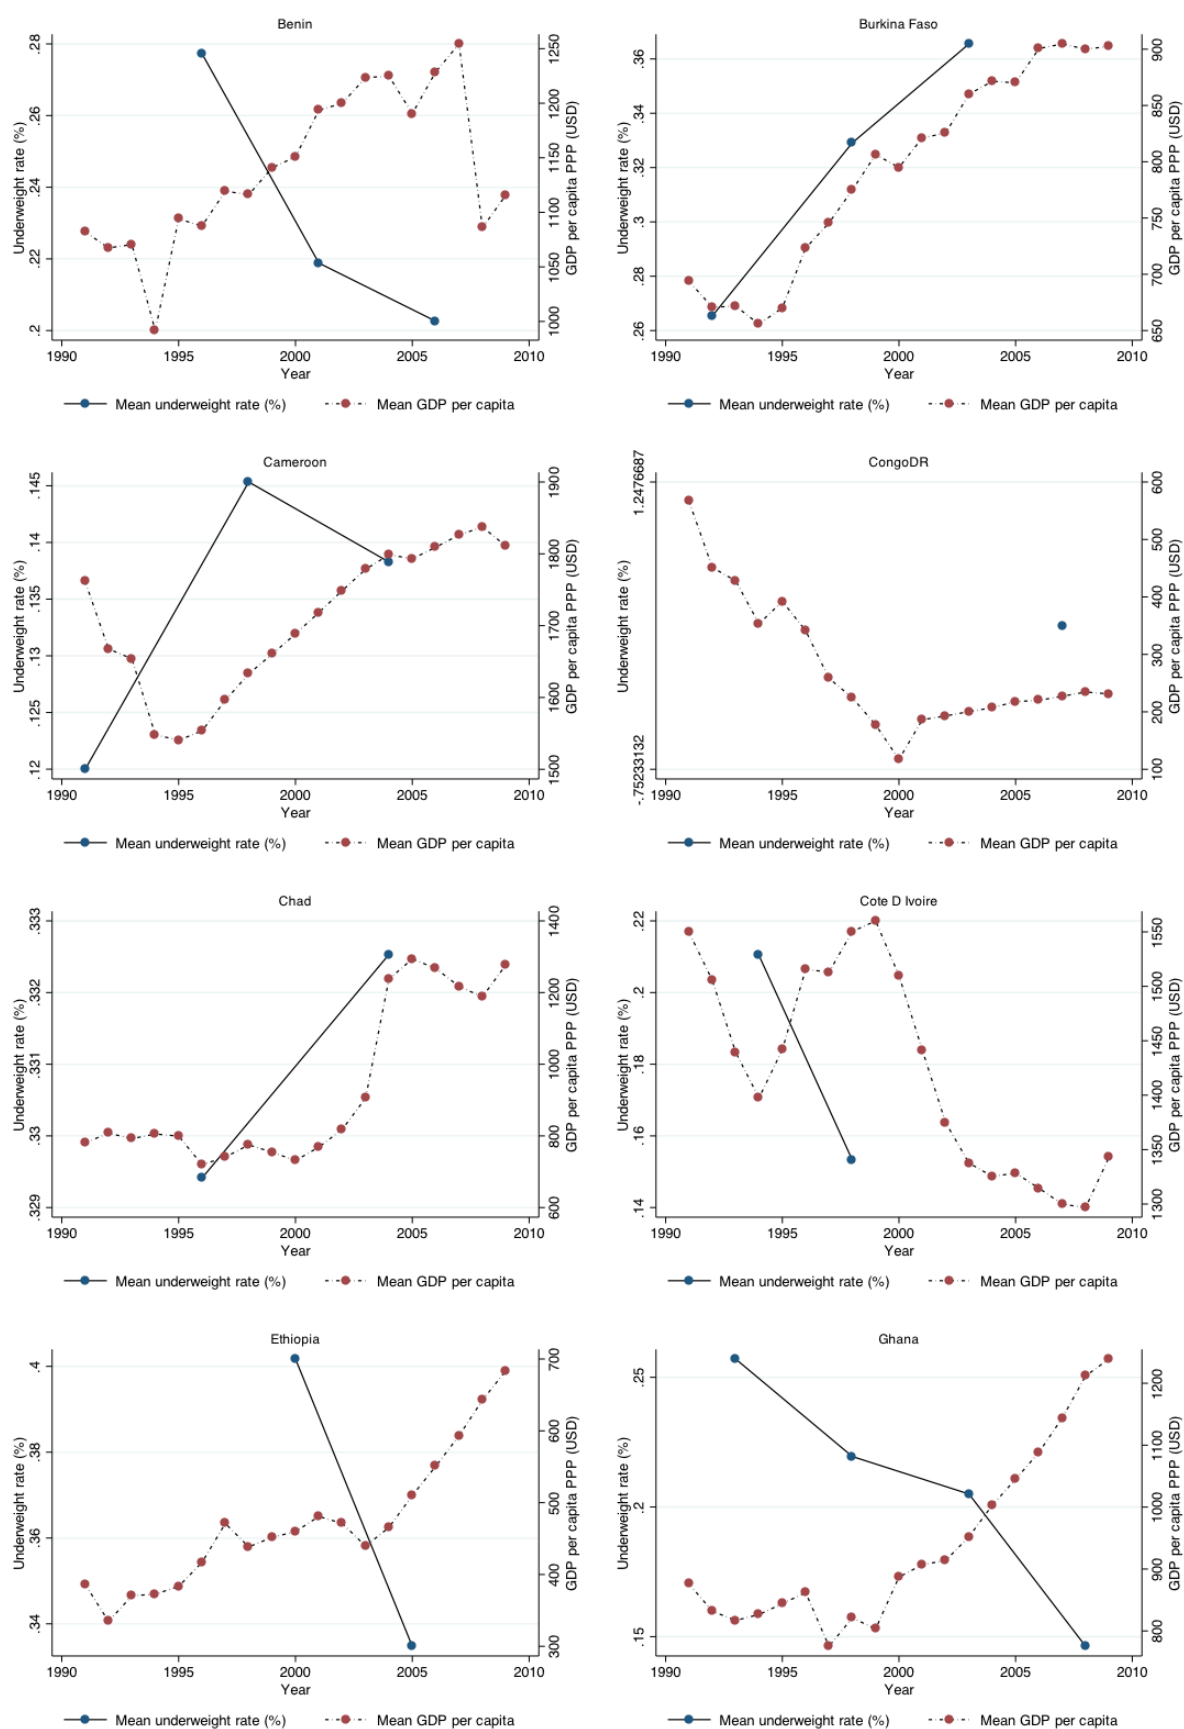 Benin
Underweight rate (%)
.2 .22 .24 .26 .28
GDP per capita PPP (USD)
1000 1050 1100 1150 1200 1250
1990 1995 2000 2005 2010
Year
Mean underweight rate (%) Mean GDP per capita
Burkina Faso
Underweight rate (%)
.26 .28 .3 .32 .34 .36
GDP per capita PPP (USD)
650 700 750 800 850 900
1990 1995 2000 2005 2010
Year
Mean underweight rate (%) Mean GDP per capita
Cameroon
Underweight rate (%)
.12 .125 .13 .135 .14 .145
GDP per capita PPP (USD)
1500 1600 1700 1800 1900
1990 1995 2000 2005 2010
Year
Mean underweight rate (%) Mean GDP per capita
CongoDR
Underweight rate (%)
-.75233132 1.2476687
GDP per capita PPP (USD)
100 200 300 400 500 600
1990 1995 2000 2005 2010
Year
Mean underweight rate (%) Mean GDP per capita
Chad
Underweight rate (%)
.329 .33 .331 .332 .333
GDP per capita PPP (USD)
600 800 1000 1200 1400
1990 1995 2000 2005 2010
Year
Mean underweight rate (%) Mean GDP per capita
Cote D Ivoire
Underweight rate (%)
.14 .16 .18 .2 .22
GDP per capita PPP (USD)
1300 1350 1400 1450 1500 1550
1990 1995 2000 2005 2010
Year
Mean underweight rate (%) Mean GDP per capita
Ethiopia
Underweight rate (%)
.34 .36 .38 .4
GDP per capita PPP (USD)
300 400 500 600 700
1990 1995 2000 2005 2010
Year
Mean underweight rate (%) Mean GDP per capita
Ghana
Underweight rate (%)
.15 .2 .25
GDP per capita PPP (USD)
800 900 1000 1100 1200
1990 1995 2000 2005 2010
Year
Mean underweight rate (%) Mean GDP per capita